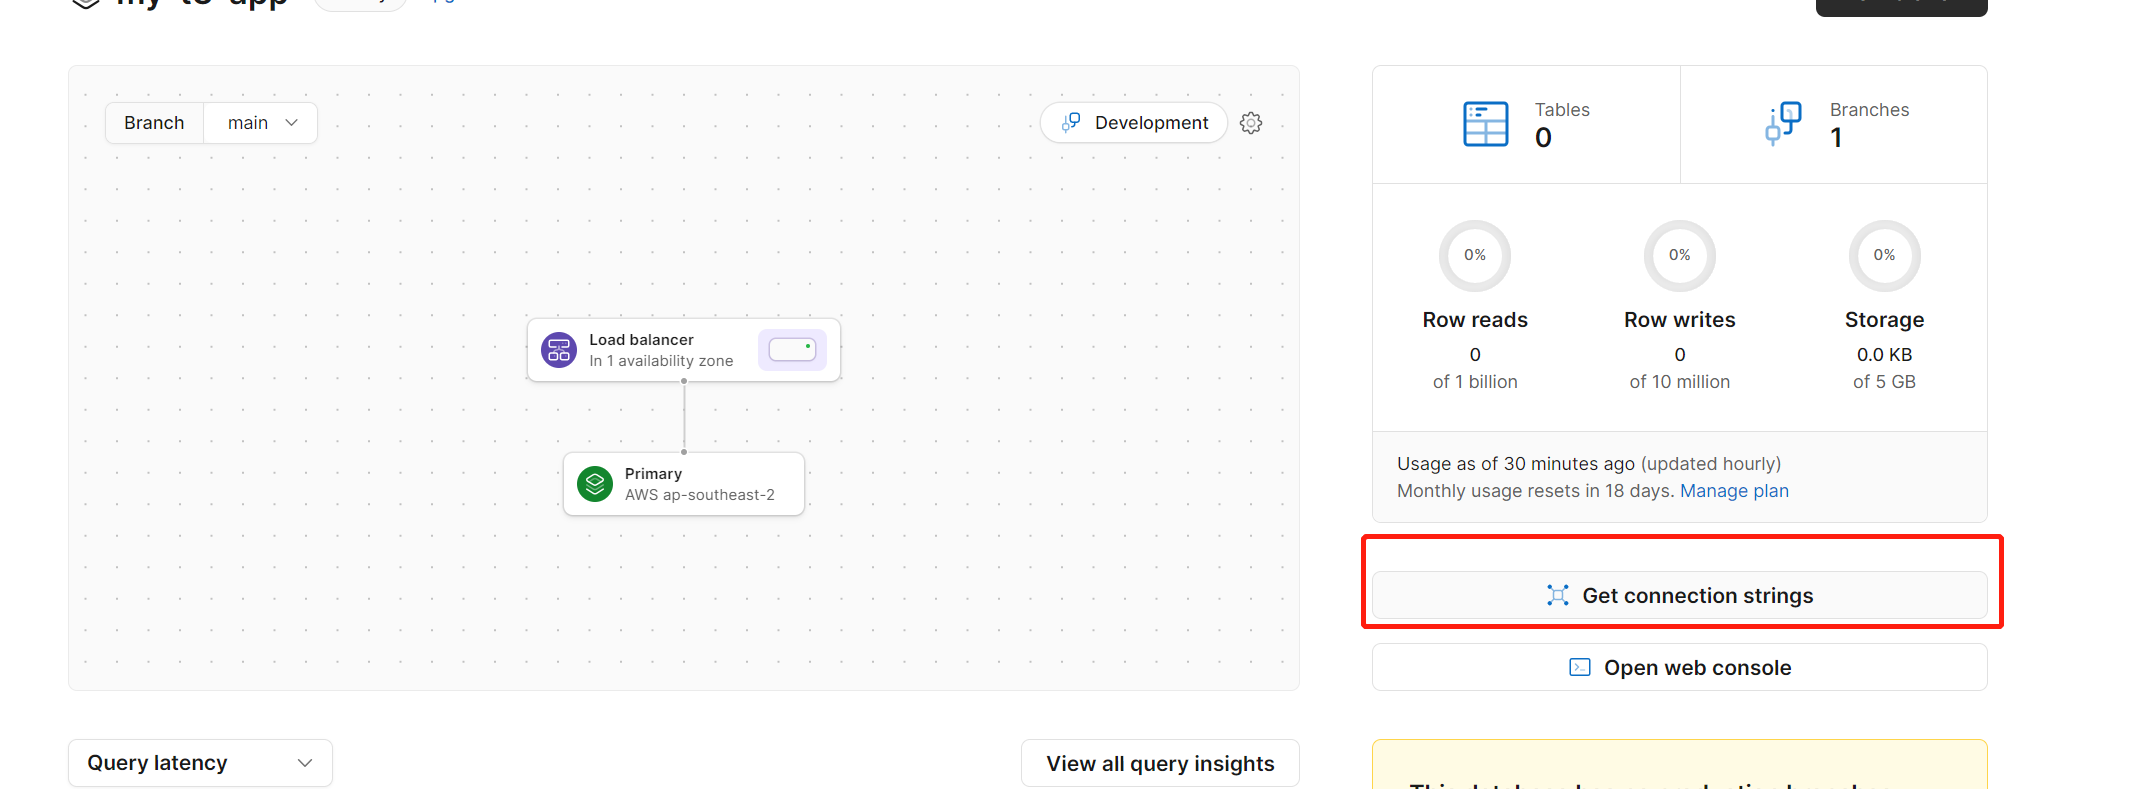 my-t3-app
Branch
main
Development
Load balancer
In 1 availability zone
Primary
AWS ap-southeast-2
Query latency
View all query insights
Tables
0
Branches
1
0%
0%
0%
Row reads
Row writes
Storage
0
0
0.0 KB
of 1 billion
of 10 million
of 5 GB
Usage as of 30 minutes ago (updated hourly)
Monthly usage resets in 18 days. Manage plan
Get connection strings
Open web console